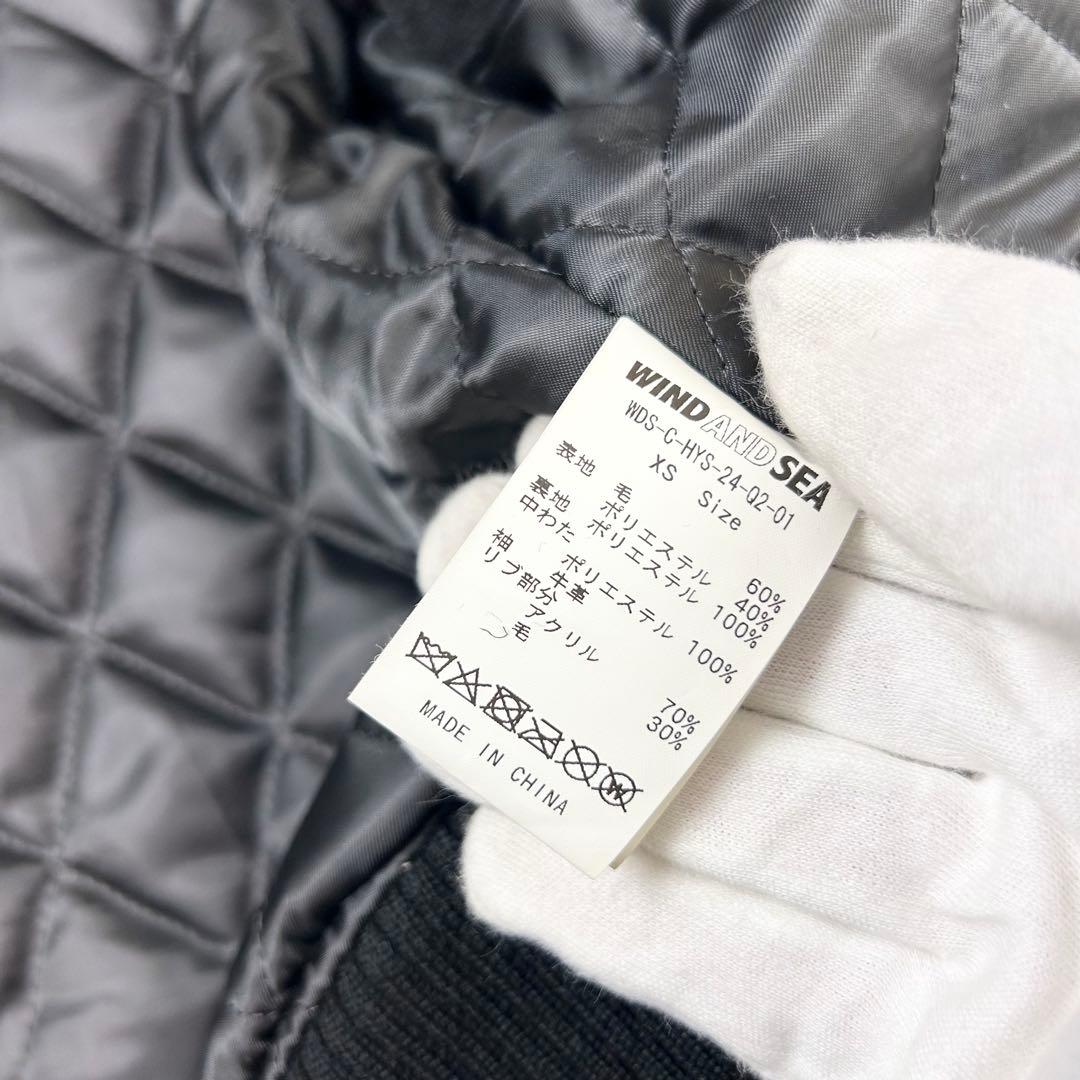 WIND AND SEA
WDS-C-HYS-24-Q2-01
XS Size
表地 毛 60%
ポリエステル 40%
裏地 ポリエステル 100%
中わた ポリエステル 100%
袖 牛革
リブ部分 アクリル 70%
毛 30%
W
MADE IN CHINA